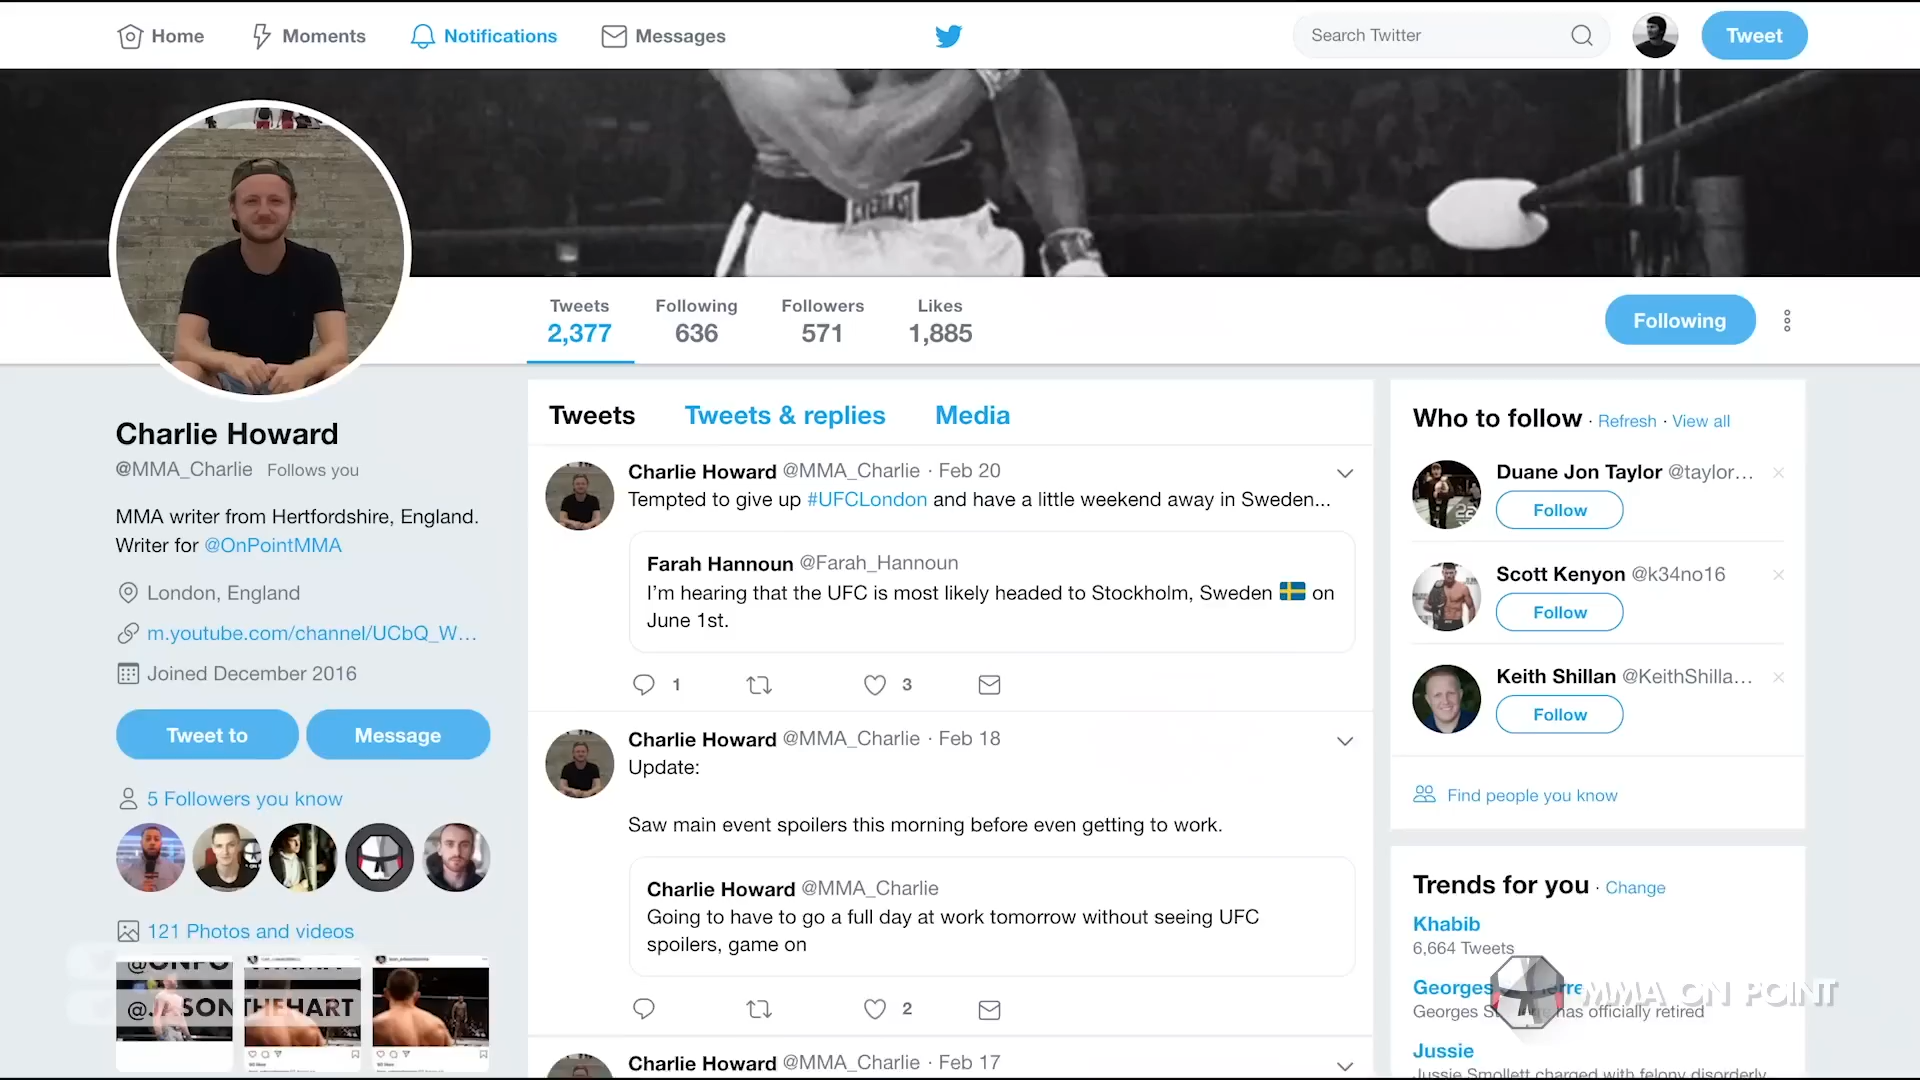 Home
Moments
Notifications
Messages
Search Twitter
Tweet
EVERLAST
Tweets
2,377
Following
636
Followers
571
Likes
1,885
Following
Charlie Howard
@MMA_Charlie Follows you
MMA writer from Hertfordshire, England.
Writer for @OnPointMMA
London, England
m.youtube.com/channel/UCbQ_W...
Joined December 2016
Tweet to
Message
5 Followers you know
121 Photos and videos
@JASONTHEHART
Tweets
Tweets & replies
Media
Charlie Howard @MMA_Charlie · Feb 20
Tempted to give up #UFCLondon and have a little weekend away in Sweden...
Farah Hannoun @Farah_Hannoun
I'm hearing that the UFC is most likely headed to Stockholm, Sweden 🇸🇪 on
June 1st.
1
3
Charlie Howard @MMA_Charlie · Feb 18
Update:
Saw main event spoilers this morning before even getting to work.
Charlie Howard @MMA_Charlie
Going to have to go a full day at work tomorrow without seeing UFC
spoilers, game on
2
Charlie Howard @MMA_Charlie · Feb 17
Who to follow · Refresh · View all
Duane Jon Taylor @taylor...
Follow
Scott Kenyon @k34no16
Follow
Keith Shillan @KeithShilla...
Follow
Find people you know
Trends for you · Change
Khabib
6,664 Tweets
Georges
Georges has officially retired
MMA ON POINT
Jussie
Jussie Smollett charged with felony disorderly